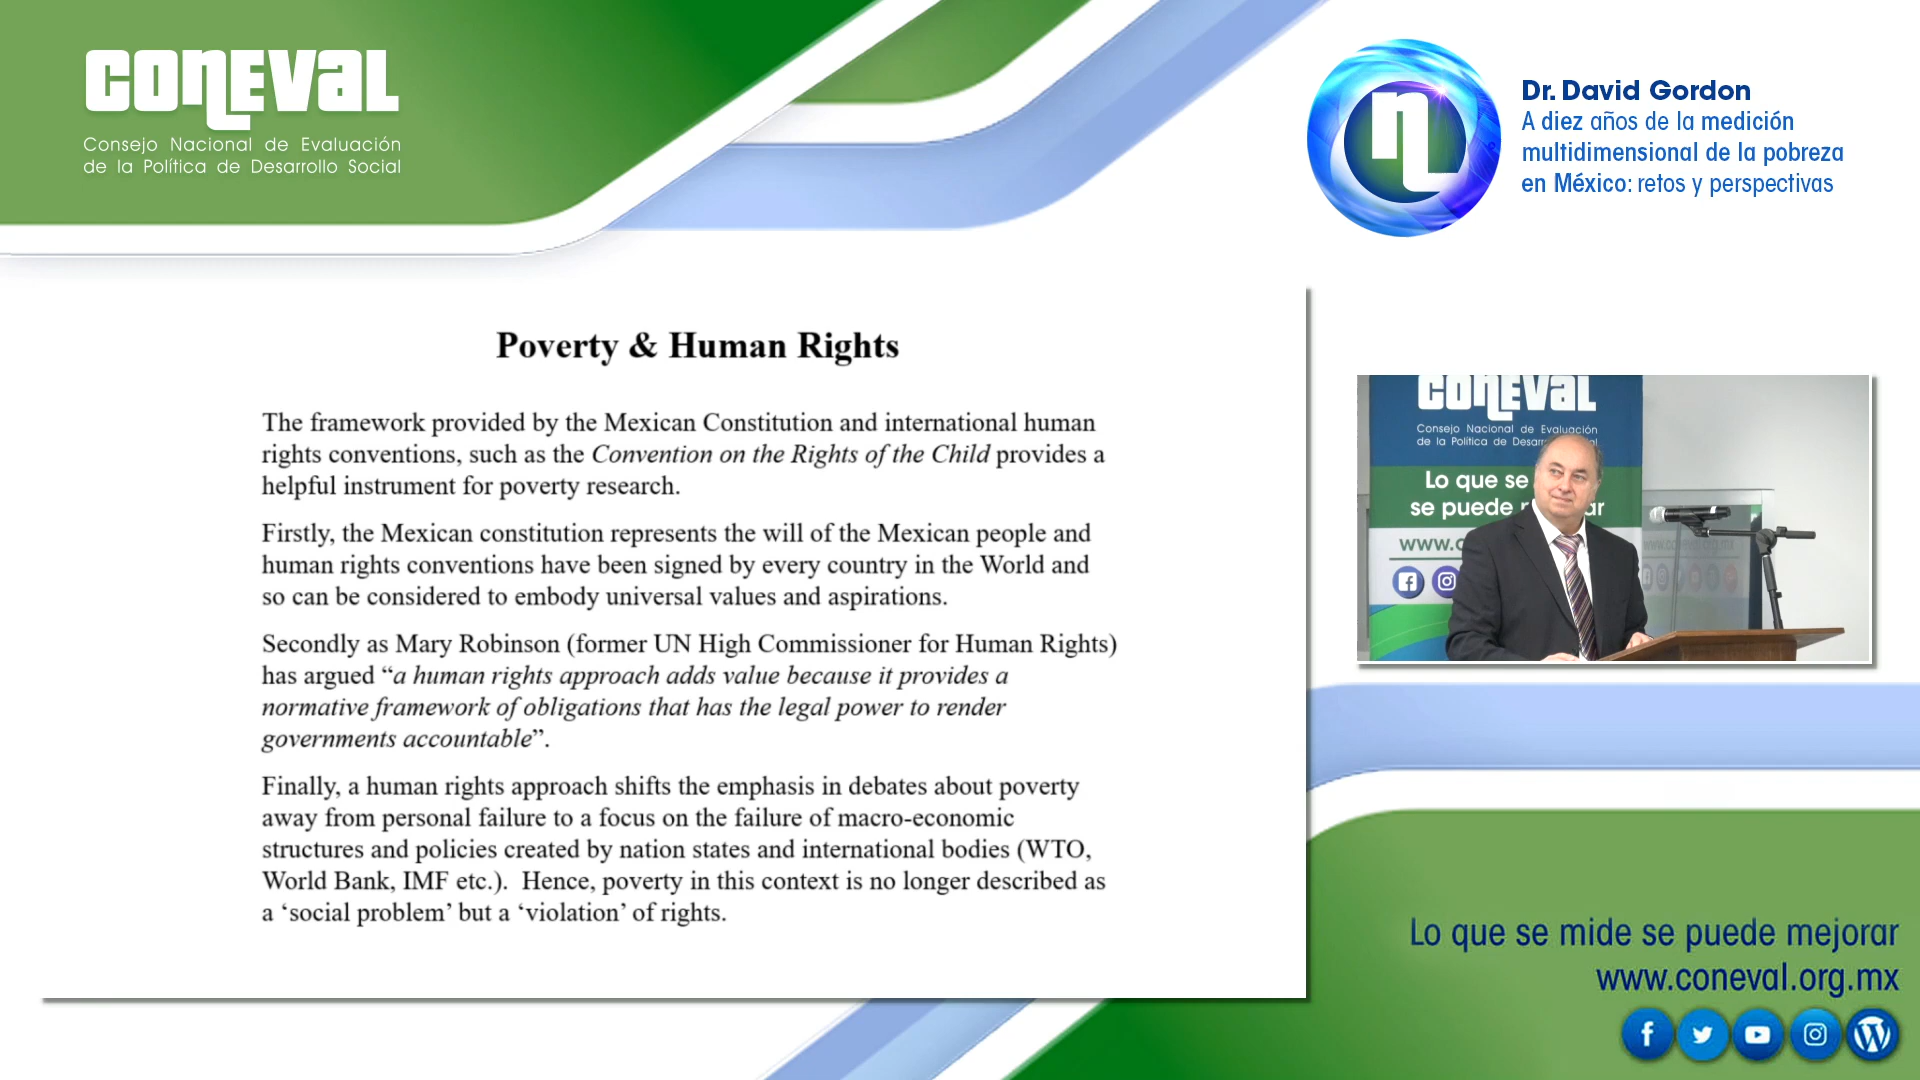 CONEVAL
Consejo Nacional de Evaluación
de la Política de Desarrollo Social
Dr. David Gordon
A diez años de la medición
multidimensional de la pobreza
en México: retos y perspectivas
Poverty & Human Rights
The framework provided by the Mexican Constitution and international human
rights conventions, such as the Convention on the Rights of the Child provides a
helpful instrument for poverty research.
Firstly, the Mexican constitution represents the will of the Mexican people and
human rights conventions have been signed by every country in the World and
so can be considered to embody universal values and aspirations.
Secondly as Mary Robinson (former UN High Commissioner for Human Rights)
has argued “a human rights approach adds value because it provides a
normative framework of obligations that has the legal power to render
governments accountable”.
Finally, a human rights approach shifts the emphasis in debates about poverty
away from personal failure to a focus on the failure of macro-economic
structures and policies created by nation states and international bodies (WTO,
World Bank, IMF etc.). Hence, poverty in this context is no longer described as
a ‘social problem’ but a ‘violation’ of rights.
CONEVAL
Consejo Nacional de Evaluación
de la Política de
Lo que se
se puede
www.
Lo que se mide se puede mejorar
www.coneval.org.mx